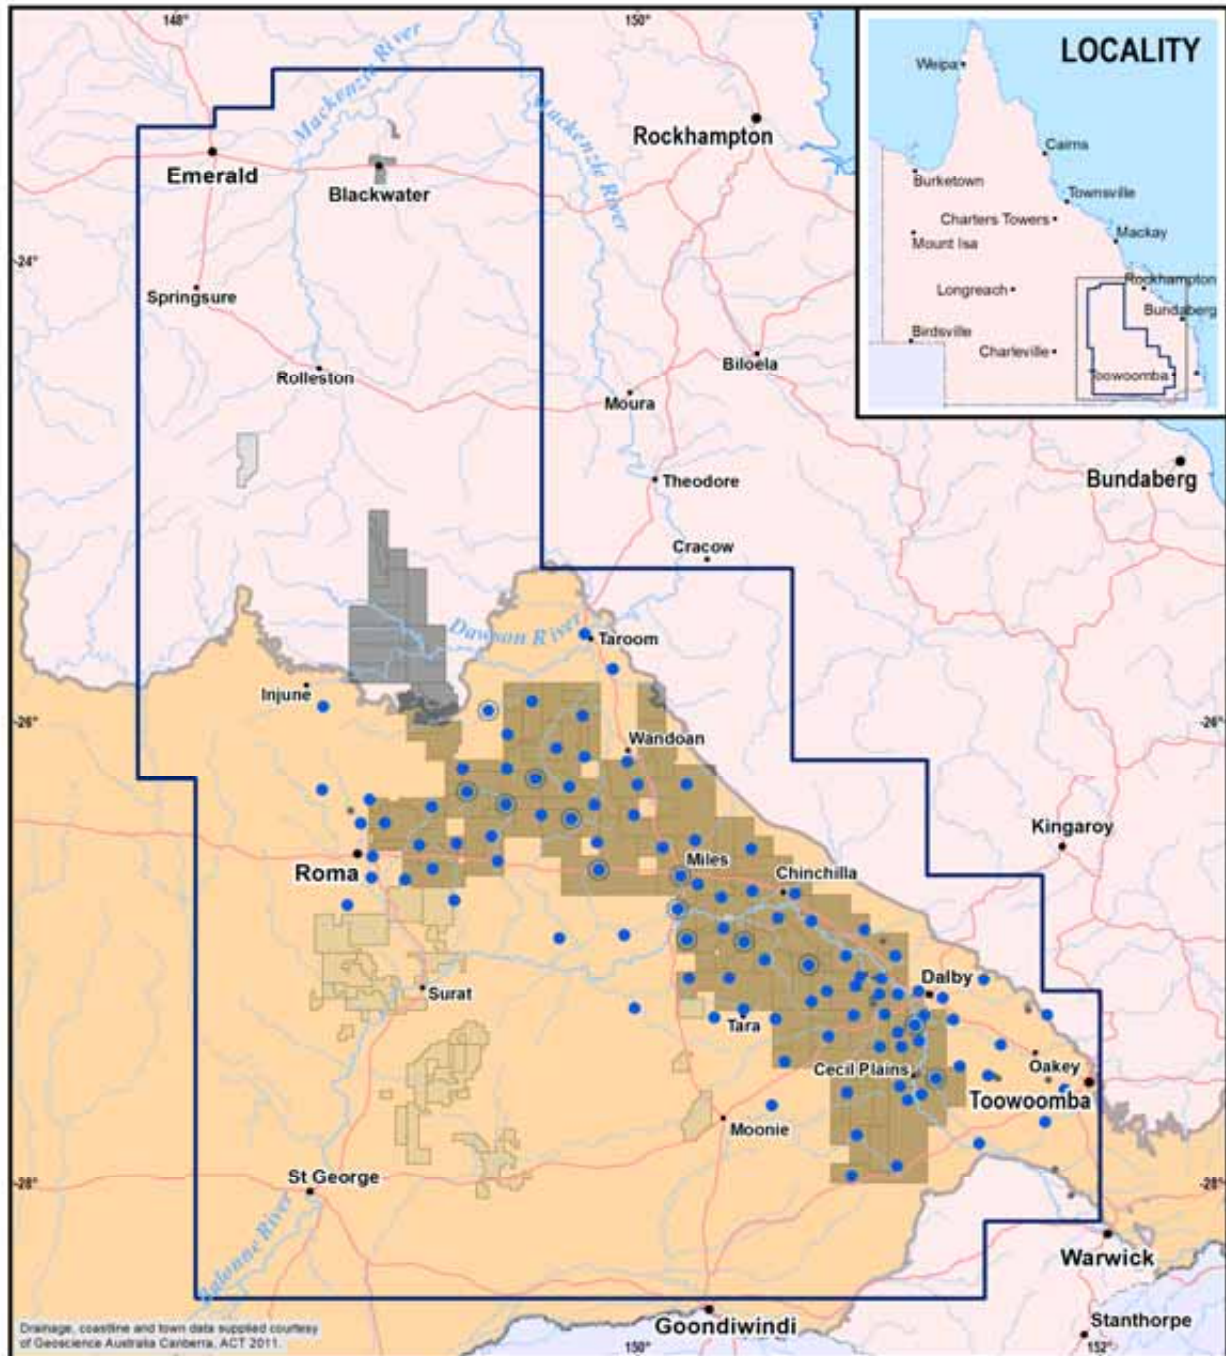 148°
150°
LOCALITY
Weipa
Cairns
Burketown
Townsville
Charters Towers
Mount Isa
Mackay
Longreach
Rockhampton
Bundaberg
Birdsville
Charleville
oowoomba
Mackenzie River
Mackenzie River
Rockhampton
Emerald
Blackwater
-24°
Springsure
Rolleston
Biloela
Moura
Theodore
Bundaberg
Cracow
Dawson River
Taroom
Injune
-26°
-26°
Wandoan
Kingaroy
Roma
Miles
Chinchilla
Surat
Dalby
Tara
Cecil Plains
Oakey
Toowoomba
Moonie
St George
-28°
-28°
Balonne River
Warwick
Goondiwindi
Stanthorpe
Drainage, coastline and town data supplied courtesy
of Geoscience Australia Canberra, ACT 2011.
150°
152°